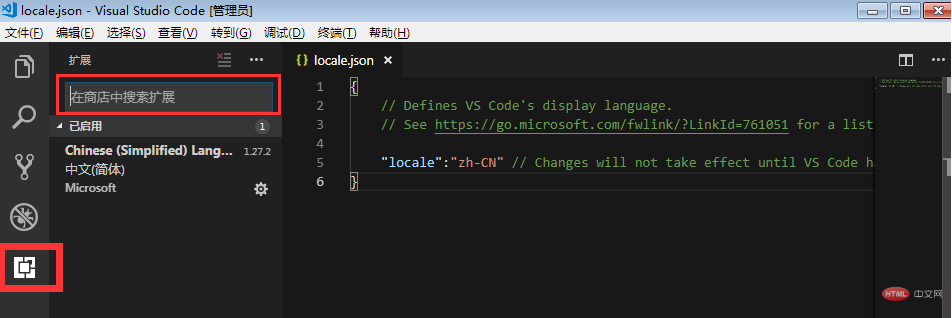 locale.json - Visual Studio Code [管理员]
文件(F) 编辑(E) 选择(S) 查看(V) 转到(G) 调试(D) 终端(T) 帮助(H)
扩展
{} locale.json
在商店中搜索扩展
已启用 1
Chinese (Simplified) Lang... 1.27.2
中文(简体)
Microsoft
1 {
2 // Defines VS Code's display language.
3 // See https://go.microsoft.com/fwlink/?LinkId=761051 for a list
4
5 "locale":"zh-CN" // Changes will not take effect until VS Code ha
6 }
HTML 中文网